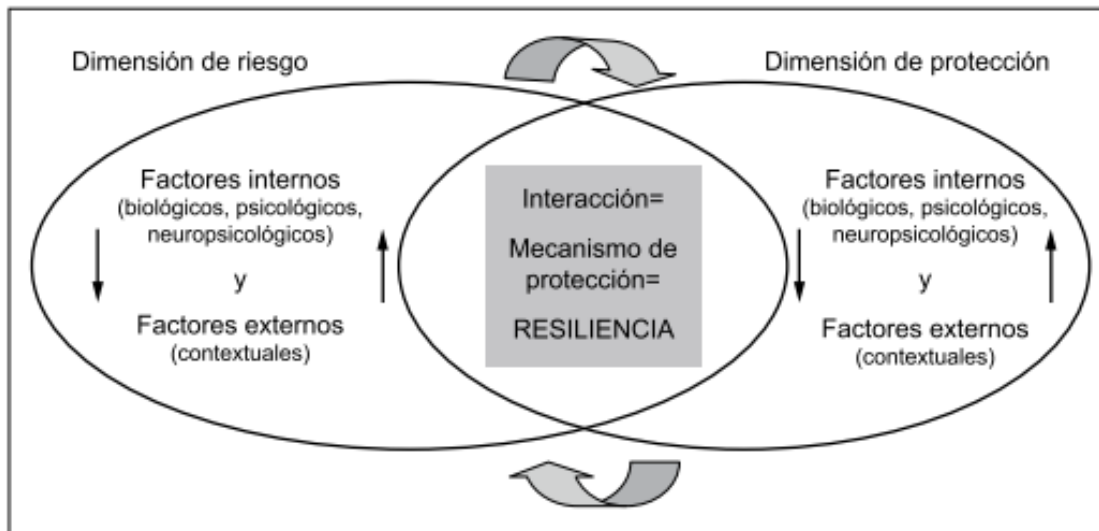 Dimensión de riesgo
Dimensión de protección
Factores internos
(biológicos, psicológicos,
neuropsicológicos)
y
Factores externos
(contextuales)
Interacción=
Mecanismo de
protección=
RESILIENCIA
Factores internos
(biológicos, psicológicos,
neuropsicológicos)
y
Factores externos
(contextuales)